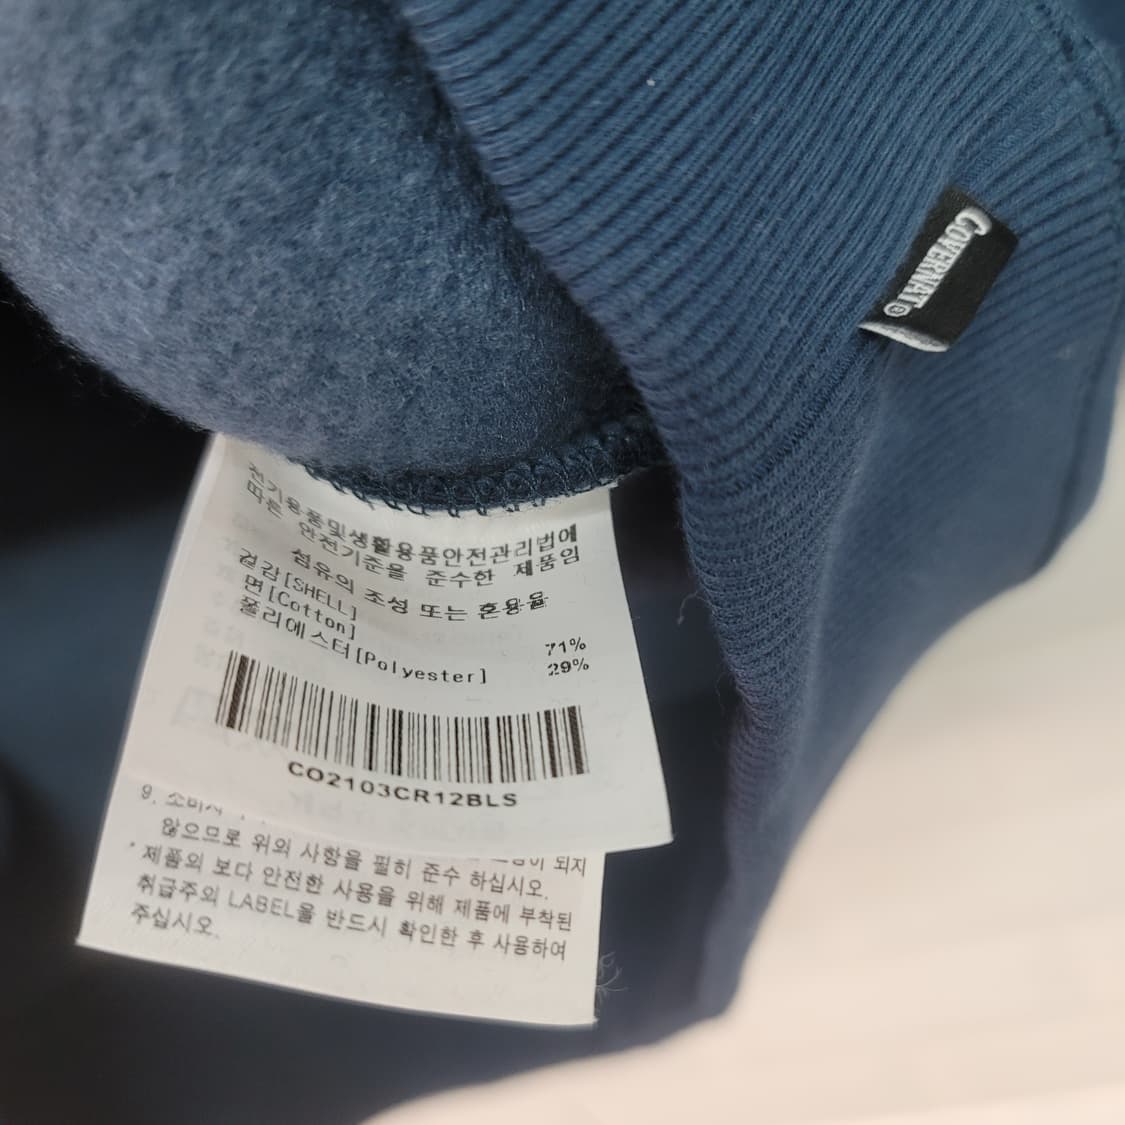 전기용품및생활용품안전관리법에
따른 안전기준을 준수한 제품임
섬유의 조성 또는 혼용율
겉감[SHELL]
면[Cotton] 71%
폴리에스터[Polyester] 29%
CO2103CR12BLS
9. 소비자
되지
않으므로 위의 사항을 필히 준수 하십시오.
* 제품의 보다 안전한 사용을 위해 제품에 부착된
취급주의 LABEL을 반드시 확인한 후 사용하여
주십시오.
COVERNAT®